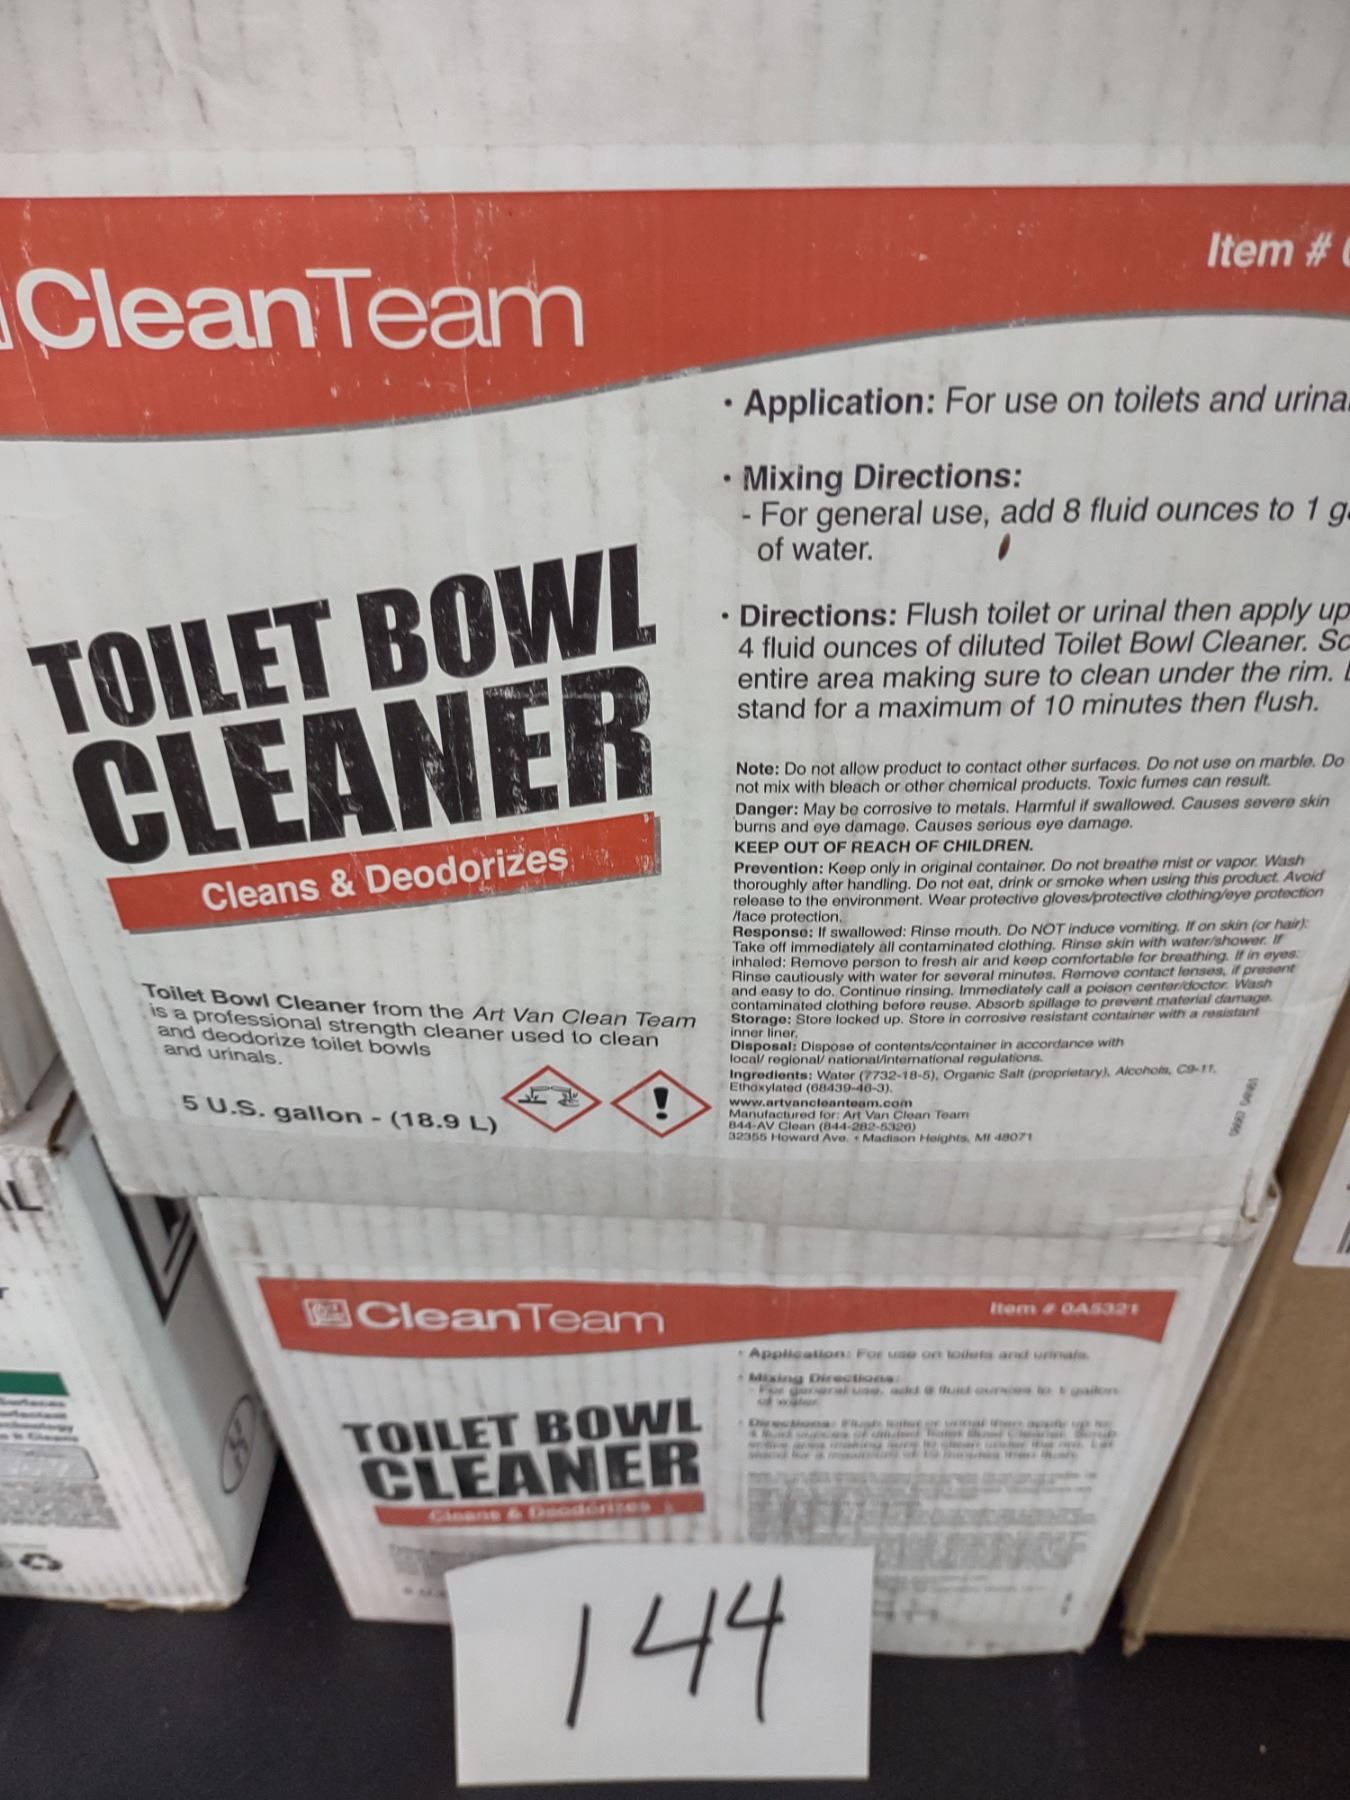 CleanTeam
Item #
TOILET BOWL
CLEANER
Cleans & Deodorizes
Toilet Bowl Cleaner from the Art Van Clean Team
is a professional strength cleaner used to clean
and deodorize toilet bowls
and urinals.
5 U.S. gallon - (18.9 L)
• Application: For use on toilets and urina
• Mixing Directions:
- For general use, add 8 fluid ounces to 1 ga
of water.
• Directions: Flush toilet or urinal then apply up
4 fluid ounces of diluted Toilet Bowl Cleaner. Sc
entire area making sure to clean under the rim.
stand for a maximum of 10 minutes then flush.
Note: Do not allow product to contact other surfaces. Do not use on marble. Do
not mix with bleach or other chemical products. Toxic fumes can result.
Danger: May be corrosive to metals. Harmful if swallowed. Causes severe skin
burns and eye damage. Causes serious eye damage.
KEEP OUT OF REACH OF CHILDREN.
Prevention: Keep only in original container. Do not breathe mist or vapor. Wash
thoroughly after handling. Do not eat, drink or smoke when using this product. Avoid
release to the environment. Wear protective gloves/protective clothing/eye protection
/face protection.
Response: If swallowed: Rinse mouth. Do NOT induce vomiting. If on skin (or hair):
Take off immediately all contaminated clothing. Rinse skin with water/shower. If
inhaled: Remove person to fresh air and keep comfortable for breathing. If in eyes:
Rinse cautiously with water for several minutes. Remove contact lenses, if present
and easy to do. Continue rinsing. Immediately call a poison center/doctor. Wash
contaminated clothing before reuse. Absorb spillage to prevent material damage.
Storage: Store locked up. Store in corrosive resistant container with a resistant
inner liner.
Disposal: Dispose of contents/container in accordance with
local/ regional/ national/international regulations.
Ingredients: Water (7732-18-5), Organic Salt (proprietary), Alcohols, C9-11,
Ethoxylated (68439-46-3).
www.artvancleanteam.com
Manufactured for: Art Van Clean Team
844-AV Clean (844-282-5326)
32355 Howard Ave. • Madison Heights, MI 48071
CleanTeam
Item # 0A5321
TOILET BOWL
CLEANER
Cleans & Deodorizes
• Application: For use on toilets and urinals.
• Mixing Directions:
- For general use, add 8 fluid ounces to 1 gallon
of water.
144